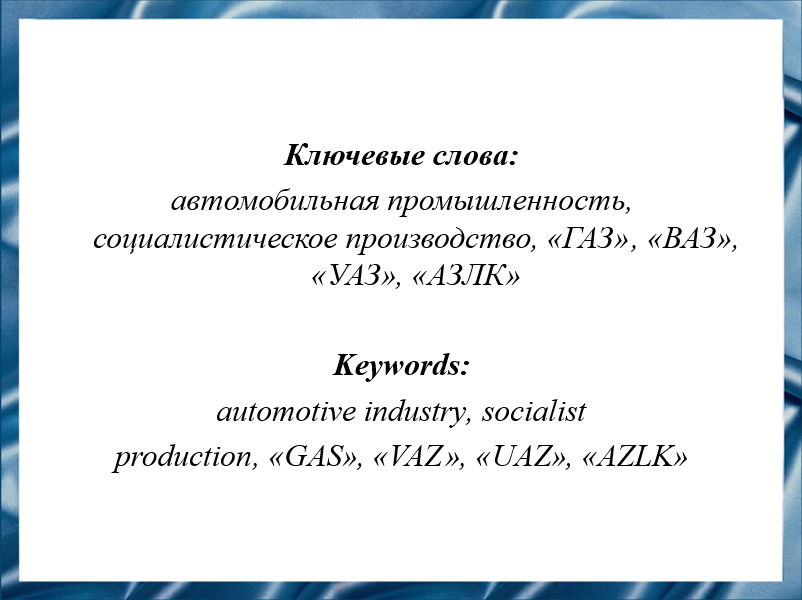 Ключевые слова:
автомобильная промышленность,
социалистическое производство, «ГАЗ», «ВАЗ»,
«УАЗ», «АЗЛК»
Keywords:
automotive industry, socialist
production, «GAS», «VAZ», «UAZ», «AZLK»